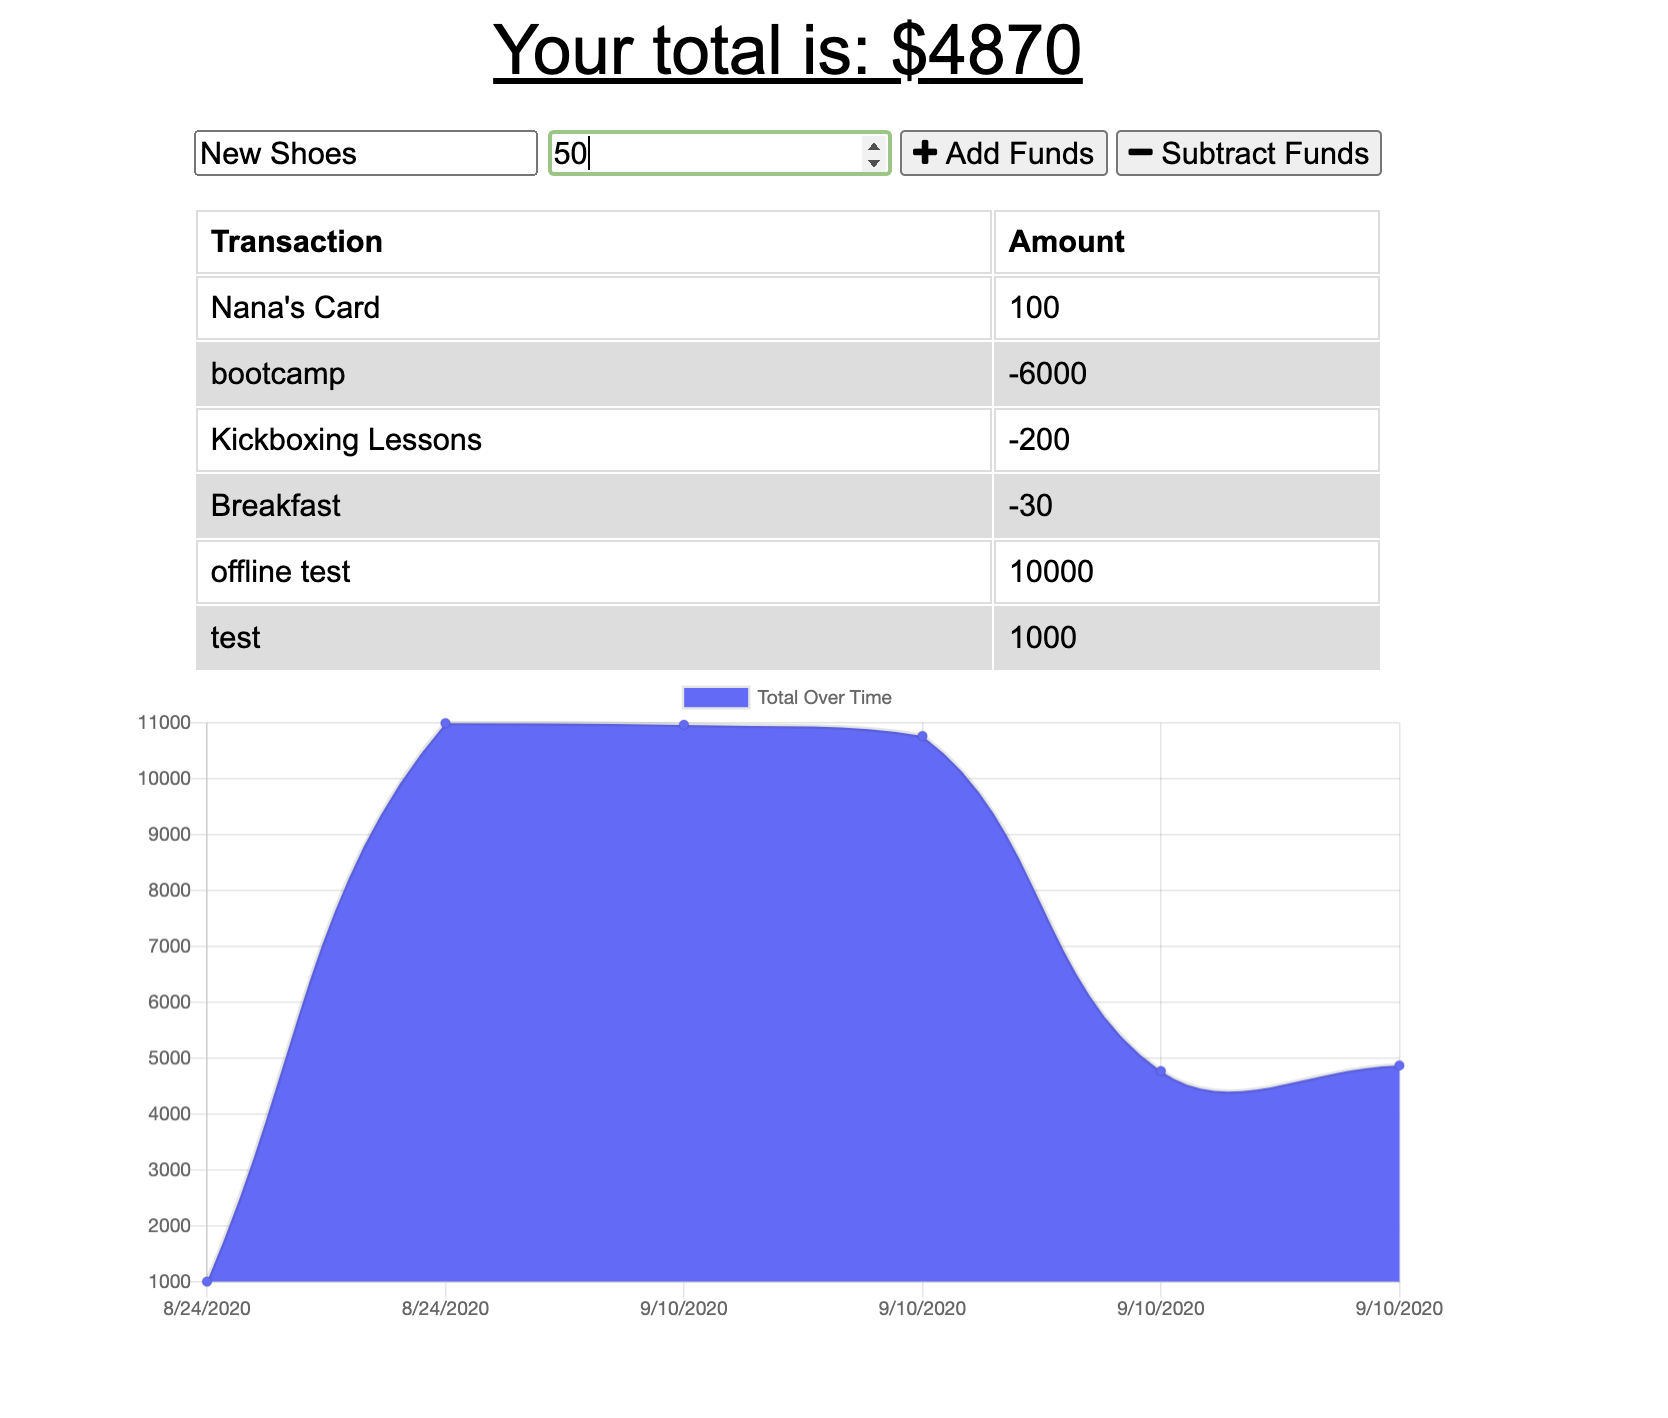 Your total is: $4870
New Shoes 50 Add Funds Subtract Funds
Transaction Amount
Nana's Card 100
bootcamp -6000
Kickboxing Lessons -200
Breakfast -30
offline test 10000
test 1000
Total Over Time
11000
10000
9000
8000
7000
6000
5000
4000
3000
2000
1000
8/24/2020 8/24/2020 9/10/2020 9/10/2020 9/10/2020 9/10/2020